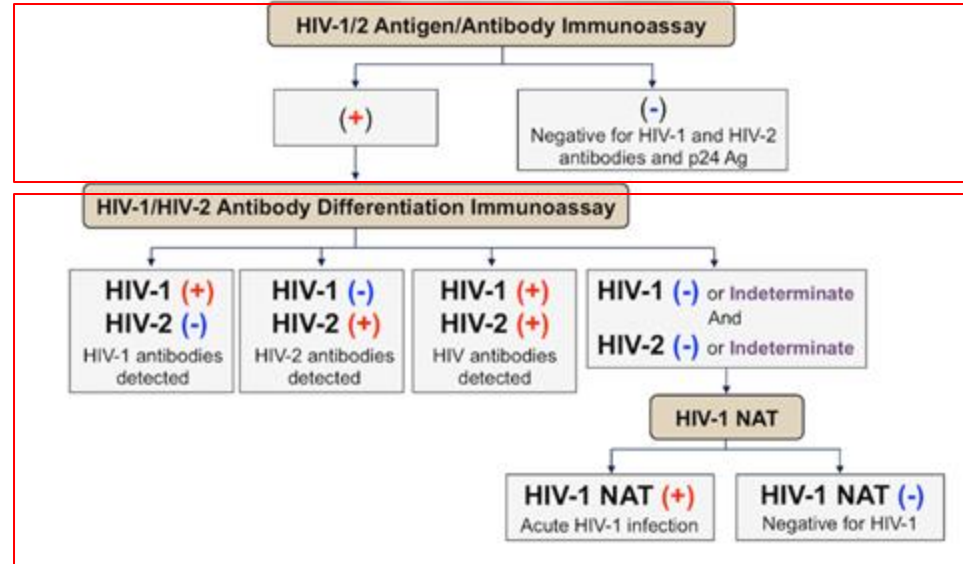 HIV-1/2 Antigen/Antibody Immunoassay
(+)
(-)
Negative for HIV-1 and HIV-2
antibodies and p24 Ag
HIV-1/HIV-2 Antibody Differentiation Immunoassay
HIV-1 (+)
HIV-2 (-)
HIV-1 antibodies
detected
HIV-1 (-)
HIV-2 (+)
HIV-2 antibodies
detected
HIV-1 (+)
HIV-2 (+)
HIV antibodies
detected
HIV-1 (-) or Indeterminate
And
HIV-2 (-) or Indeterminate
HIV-1 NAT
HIV-1 NAT (+)
Acute HIV-1 infection
HIV-1 NAT (-)
Negative for HIV-1